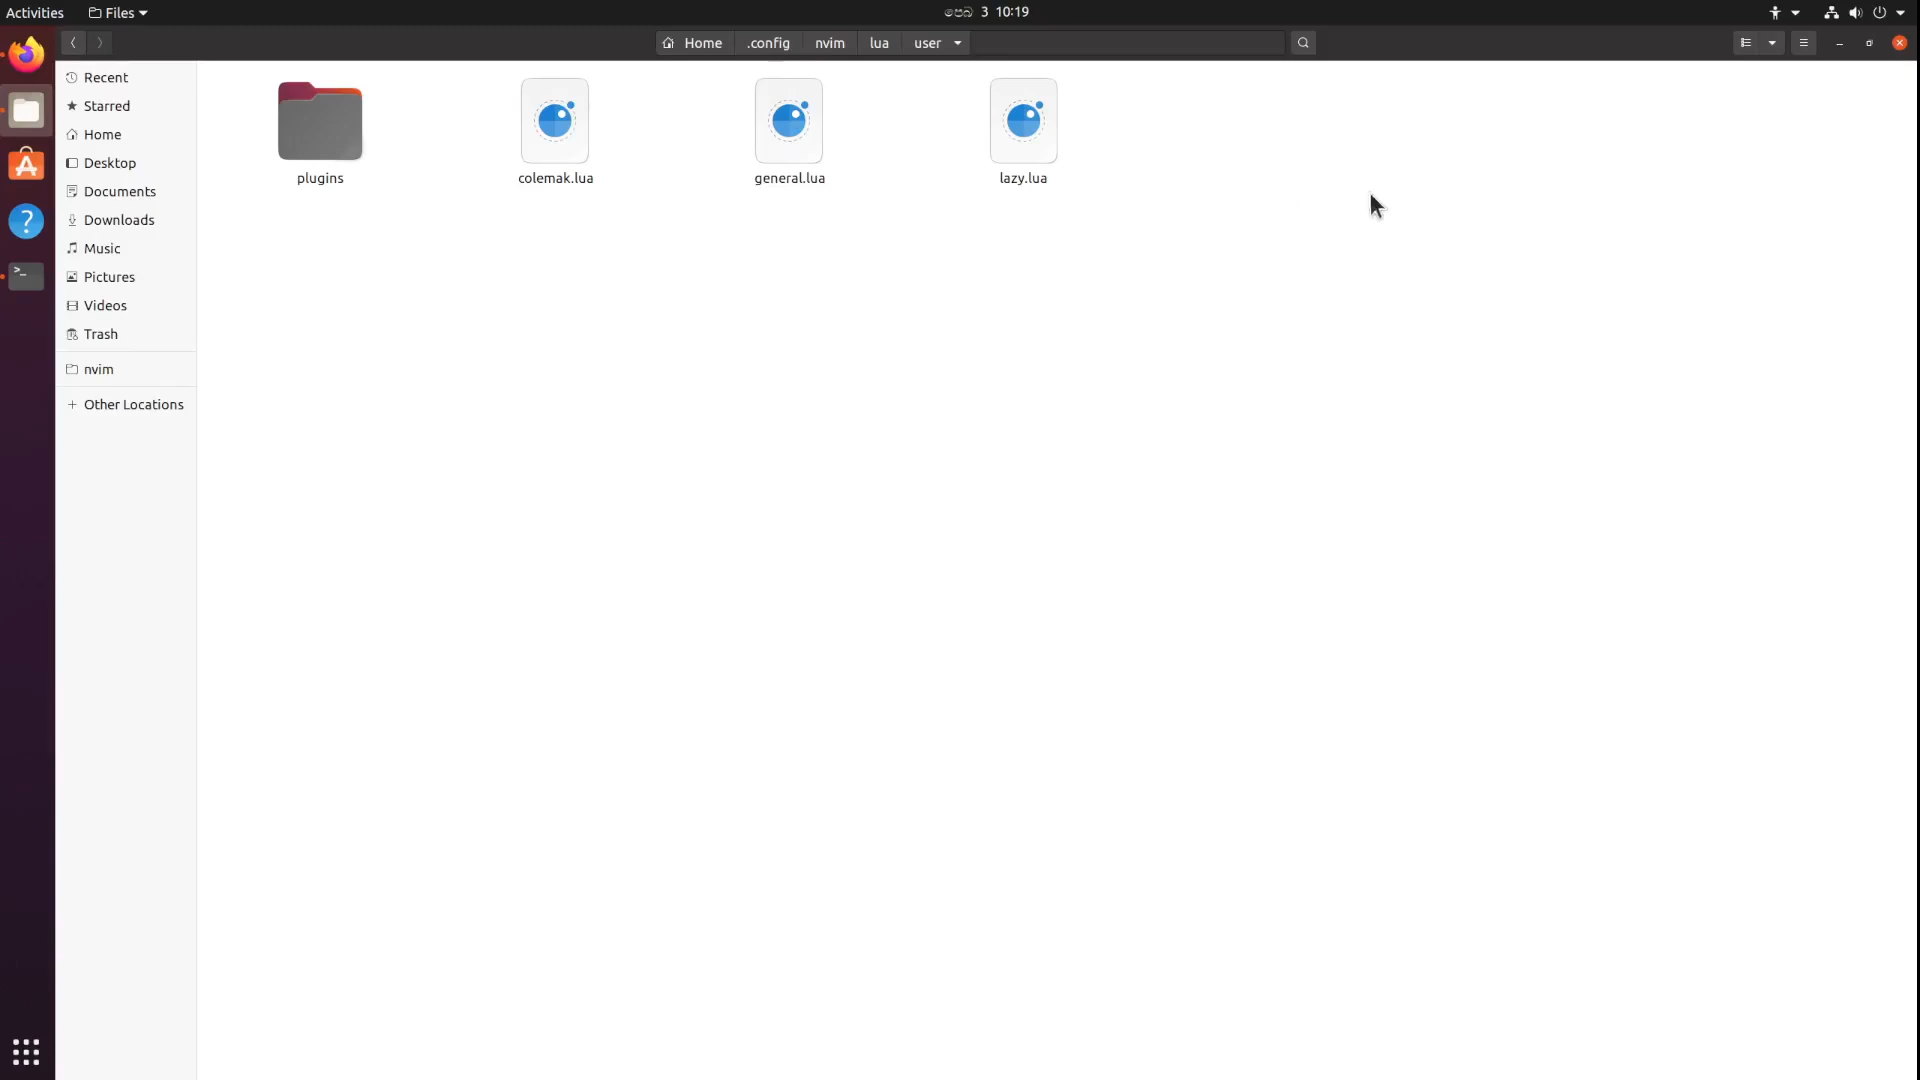 Activities
Files
පෙබ 3 10:19
Home
.config
nvim
lua
user
Recent
Starred
Home
Desktop
Documents
Downloads
Music
Pictures
Videos
Trash
nvim
+ Other Locations
plugins
colemak.lua
general.lua
lazy.lua